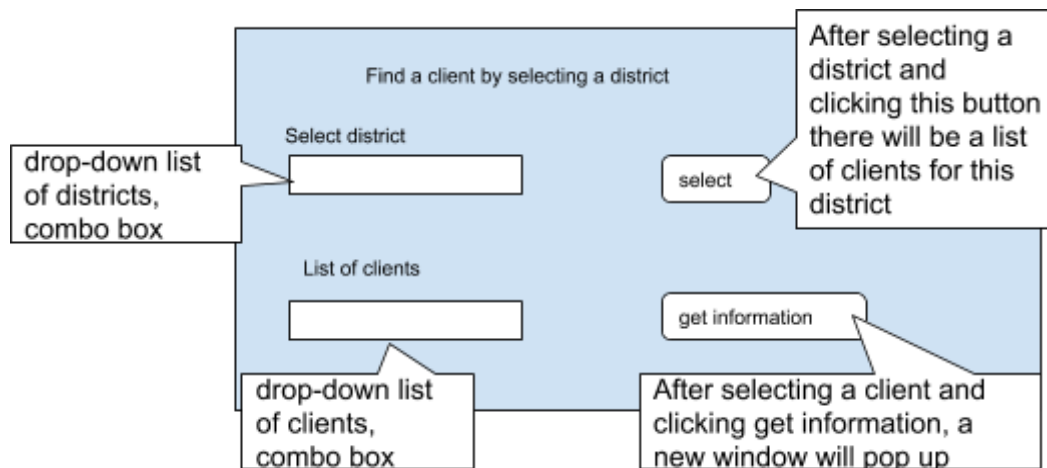 Find a client by selecting a district
After selecting a
district and
clicking this button
there will be a list
of clients for this
district
Select district
drop-down list
of districts,
combo box
select
List of clients
get information
drop-down list
of clients,
combo box
After selecting a client and
clicking get information, a
new window will pop up